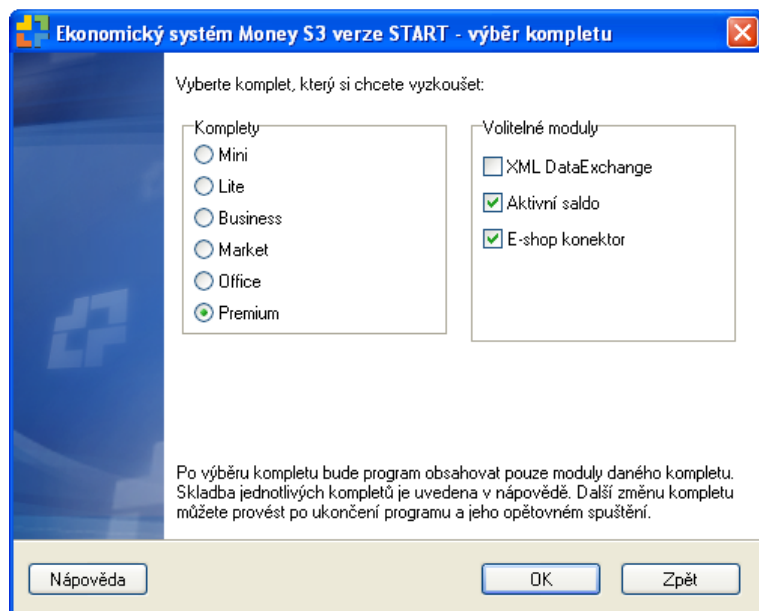 Ekonomický systém Money S3 verze START - výběr kompletu
Vyberte komplet, který si chcete vyzkoušet:
Komplety
Mini
Lite
Business
Market
Office
Premium
Volitelné moduly
XML DataExchange
Aktivní saldo
E-shop konektor
Po výběru kompletu bude program obsahovat pouze moduly daného kompletu.
Skladba jednotlivých kompletů je uvedena v nápovědě. Další změnu kompletu
můžete provést po ukončení programu a jeho opětovném spuštění.
Nápověda
OK
Zpět